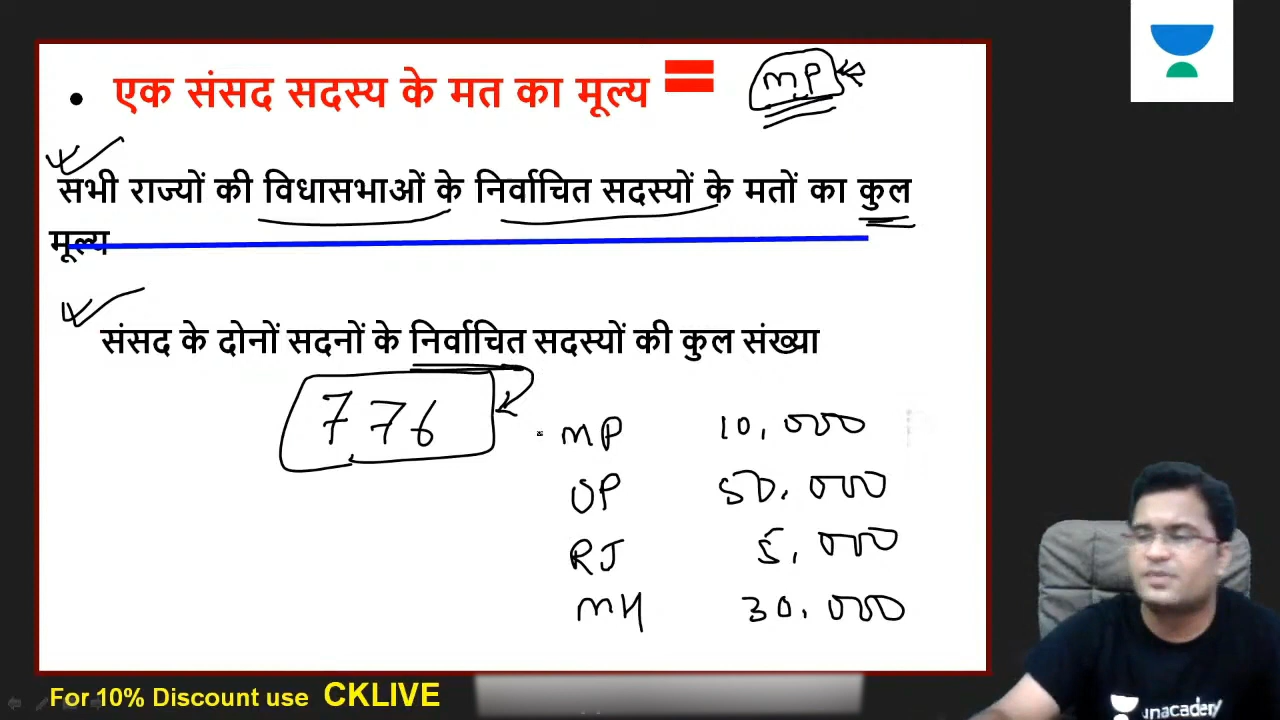 • एक संसद सदस्य के मत का मूल्य = MP
सभी राज्यों की विधासभाओं के निर्वाचित सदस्यों के मतों का कुल
मूल्य
संसद के दोनों सदनों के निर्वाचित सदस्यों की कुल संख्या
776
MP 10,000
UP 50,000
RJ 5,000
MH 30,000
For 10% Discount use CKLIVE
unacademy